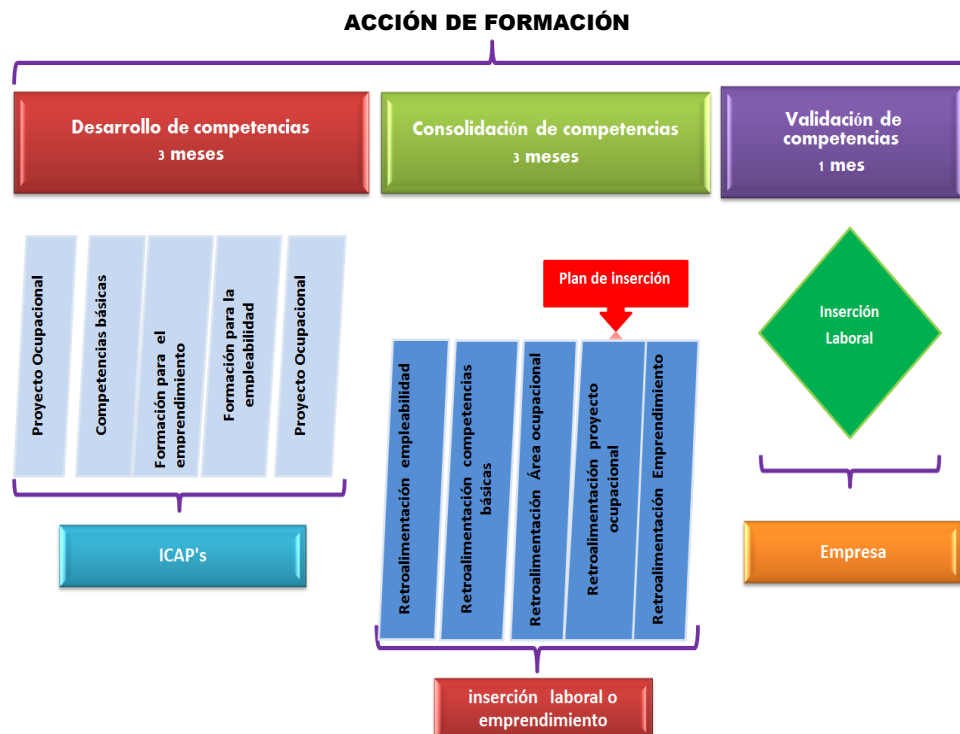 ACCIÓN DE FORMACIÓN
Desarrollo de competencias
3 meses
Consolidación de competencias
3 meses
Validación de
competencias
1 mes
Proyecto Ocupacional
Competencias básicas
Formación para el
emprendimiento
Formación para la
empleabilidad
Proyecto Ocupacional
ICAP's
Plan de inserción
Retroalimentación empleabilidad
Retroalimentación competencias
básicas
Retroalimentación Área ocupacional
Retroalimentación proyecto
ocupacional
Retroalimentación Emprendimiento
inserción laboral o
emprendimiento
Inserción
Laboral
Empresa